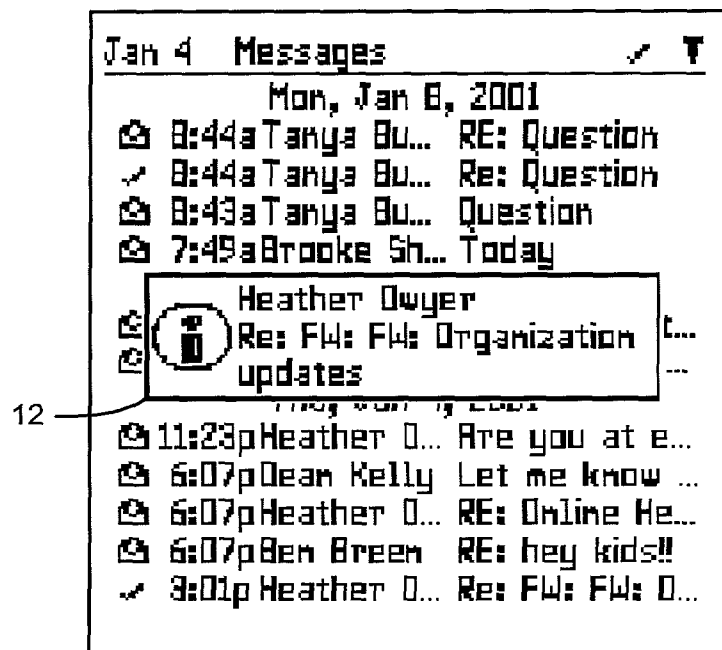 Jan 4 Messages
Mon, Jan 8, 2001
8:44a Tanya Bu... RE: Question
8:44a Tanya Bu... Re: Question
8:43a Tanya Bu... Question
7:49a Brooke Sh... Today
Heather Dwyer
Re: FW: FW: Organization
updates
t...
...
12
2001
11:23p Heather D... Are you at e...
6:07p Dean Kelly Let me know ...
6:07p Heather D... RE: Online He...
6:07p Ben Breen RE: hey kids!!
3:01p Heather D... Re: FW: FW: O...